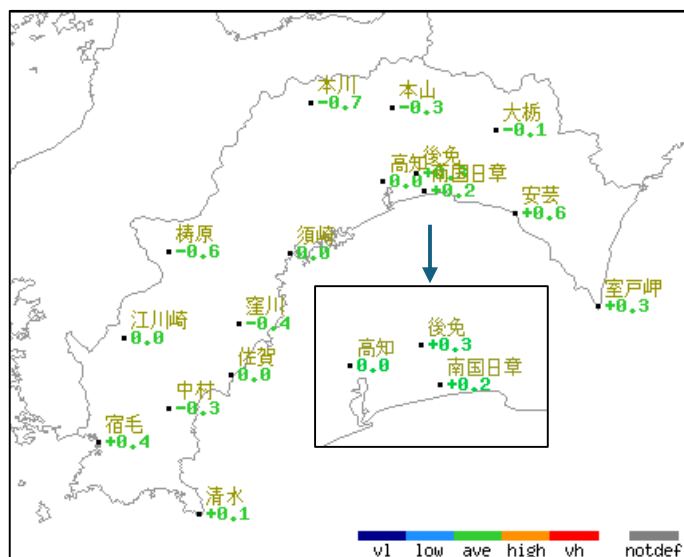 本川
-0.7
本山
-0.3
大栃
-0.1
後免
+0.3
高知
0.0
南国日章
+0.2
安芸
+0.6
梼原
-0.6
須崎
0.0
室戸岬
+0.3
窪川
-0.4
江川崎
0.0
後免
+0.3
高知
0.0
南国日章
+0.2
佐賀
0.0
中村
-0.3
宿毛
+0.4
清水
+0.1
vl low ave high vh notdef